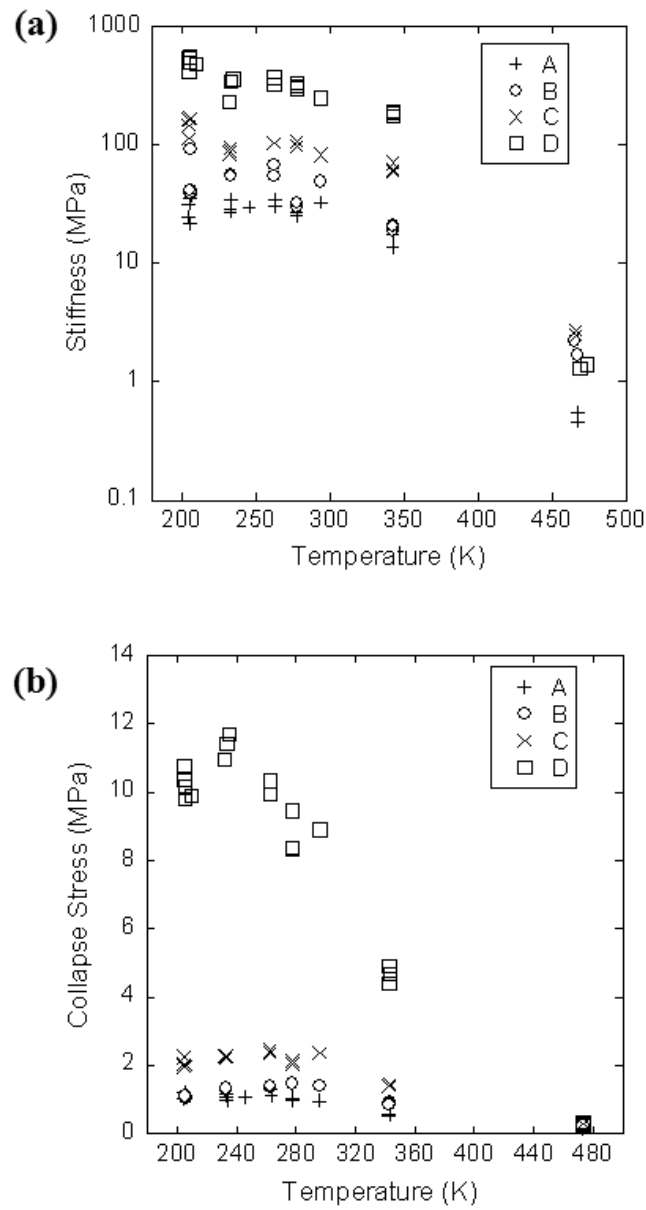 (a)
1000
100
10
1
0.1
Stiffness (MPa)
A
B
C
D
200 250 300 350 400 450 500
Temperature (K)
(b)
14
12
10
8
6
4
2
0
Collapse Stress (MPa)
A
B
C
D
200 240 280 320 360 400 440 480
Temperature (K)